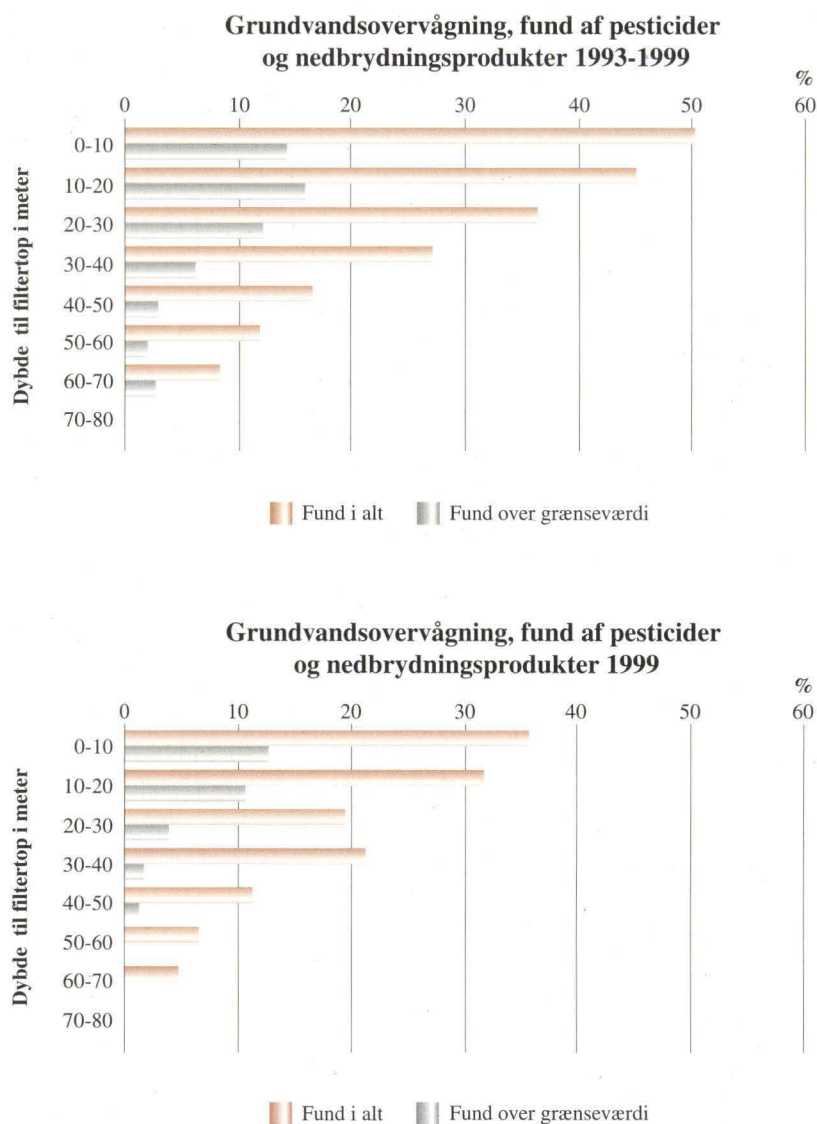 Grundvandsovervågning, fund af pesticider
og nedbrydningsprodukter 1993-1999
%
0 10 20 30 40 50 60
Dybde til filtertop i meter
0-10
10-20
20-30
30-40
40-50
50-60
60-70
70-80
Fund i alt Fund over grænseværdi
Grundvandsovervågning, fund af pesticider
og nedbrydningsprodukter 1999
%
0 10 20 30 40 50 60
Dybde til filtertop i meter
0-10
10-20
20-30
30-40
40-50
50-60
60-70
70-80
Fund i alt Fund over grænseværdi